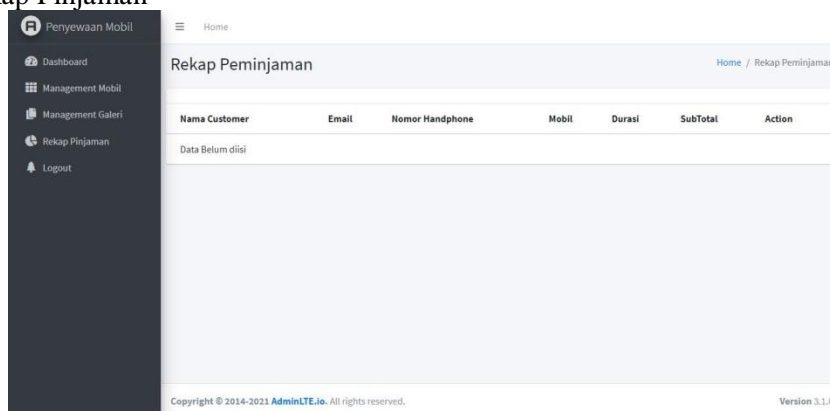 Pinjaman
Penyewaan Mobil
Home
Dashboard
Management Mobil
Management Galeri
Rekap Pinjaman
Logout
Rekap Peminjaman
Home / Rekap Peminjaman
Nama Customer Email Nomor Handphone Mobil Durasi SubTotal Action
Data Belum diisi
Copyright © 2014-2021 AdminLTE.io. All rights reserved.
Version 3.1.0